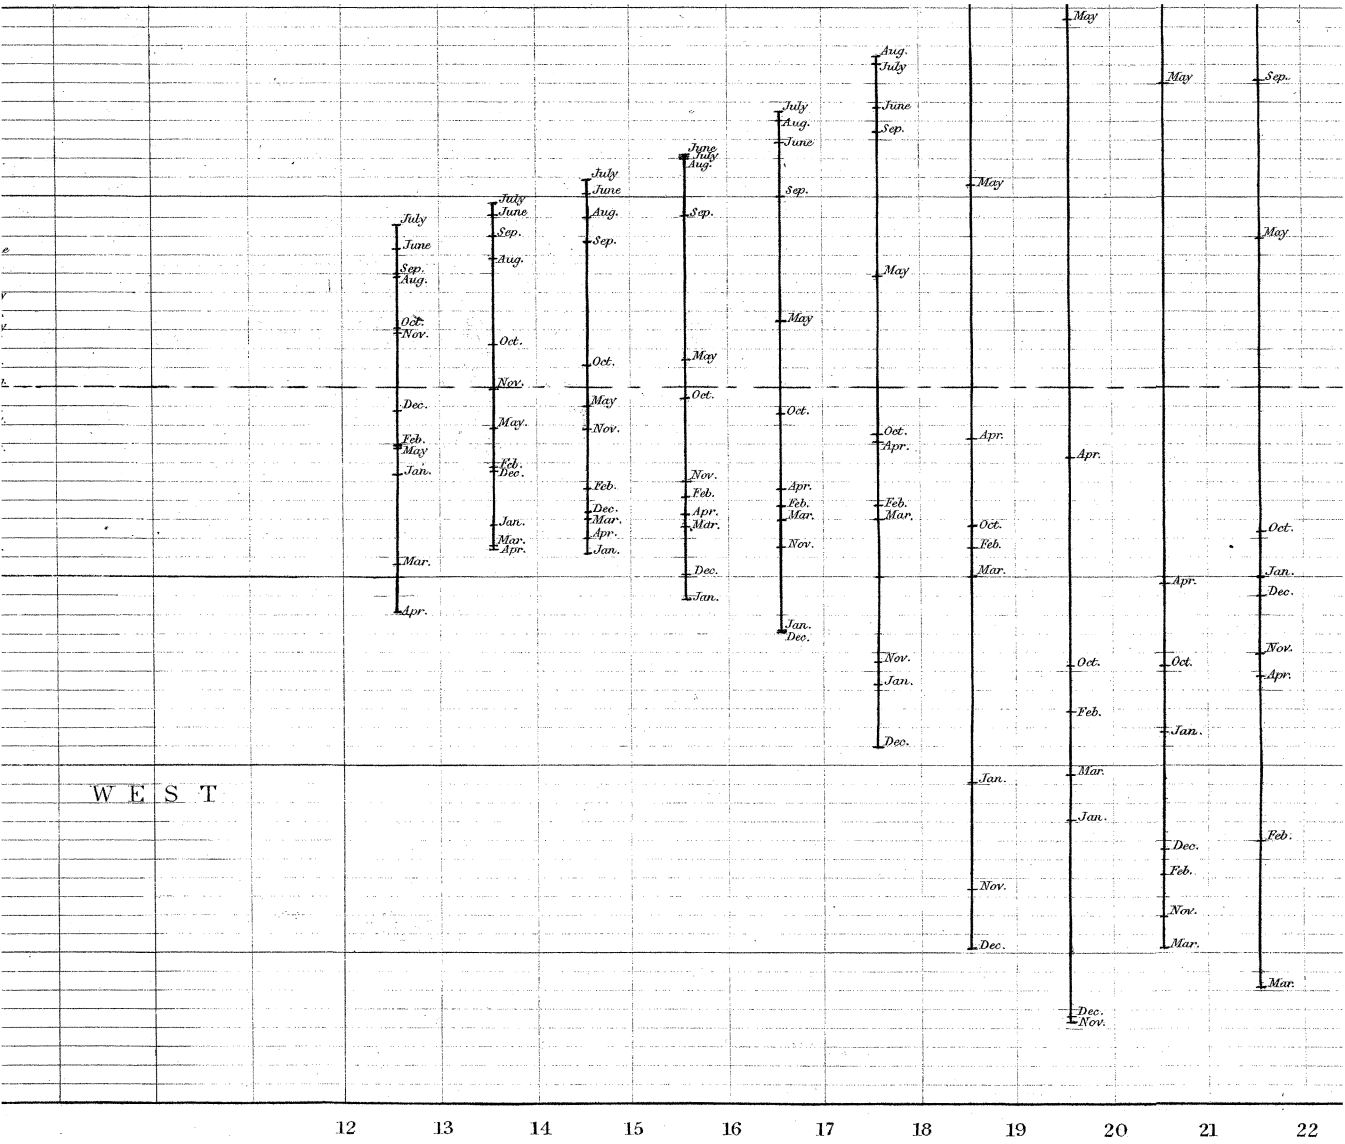 July
June
Sep.
Aug.
Oct.
Nov.
Dec.
Feb.
May
Jan.
Mar.
Apr.
July
June
Sep.
Aug.
Oct.
Nov.
May.
Feb.
Dec.
Jan.
Mar.
Apr.
July
June
Aug.
Sep.
Oct.
May
Nov.
Feb.
Dec.
Mar.
Apr.
Jan.
June
July
Aug.
Sep.
May
Oct.
Nov.
Feb.
Apr.
Mar.
Dec.
Jan.
July
Aug.
June
Sep.
May
Oct.
Apr.
Feb.
Mar.
Nov.
Jan.
Dec.
Aug.
July
June
Sep.
May
Oct.
Apr.
Feb.
Mar.
Nov.
Jan.
Dec.
May
Apr.
Oct.
Feb.
Mar.
Jan.
Nov.
Dec.
May
Apr.
Oct.
Feb.
Mar.
Jan.
Dec.
Nov.
May
Apr.
Oct.
Jan.
Dec.
Feb.
Nov.
Mar.
Sep.
May
Oct.
Jan.
Dec.
Nov.
Apr.
Feb.
Mar.
WEST
12 13 14 15 16 17 18 19 20 21 22